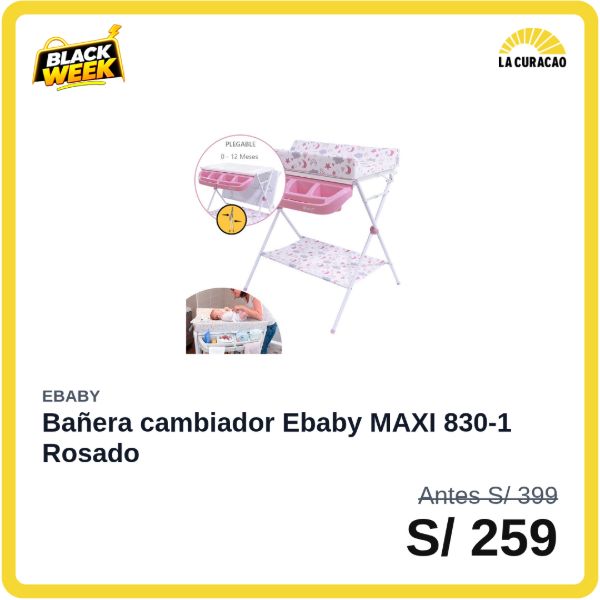 BLACK
WEEK
LA CURACAO
PLEGABLE
0 - 12 Meses
EBABY
Bañera cambiador Ebaby MAXI 830-1
Rosado
Antes S/ 399
S/ 259